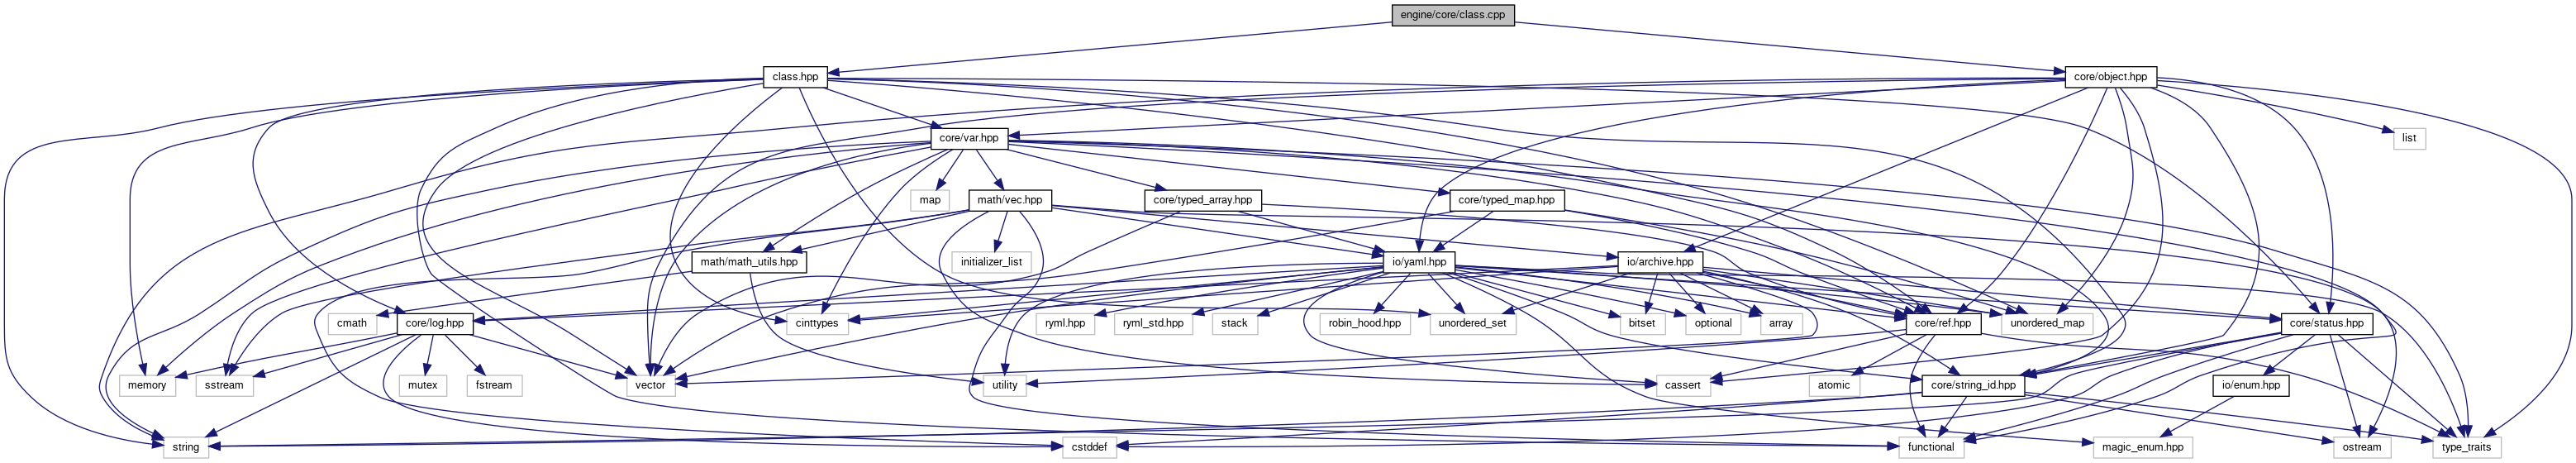 engine/core/class.cpp
class.hpp
core/object.hpp
core/var.hpp
list
map
math/vec.hpp
core/typed_array.hpp
core/typed_map.hpp
math/math_utils.hpp
initializer_list
io/yaml.hpp
io/archive.hpp
cmath
core/log.hpp
cinttypes
ryml.hpp
ryml_std.hpp
stack
robin_hood.hpp
unordered_set
bitset
optional
array
core/ref.hpp
unordered_map
core/status.hpp
memory
sstream
mutex
fstream
vector
utility
cassert
atomic
core/string_id.hpp
io/enum.hpp
string
cstddef
functional
magic_enum.hpp
ostream
type_traits